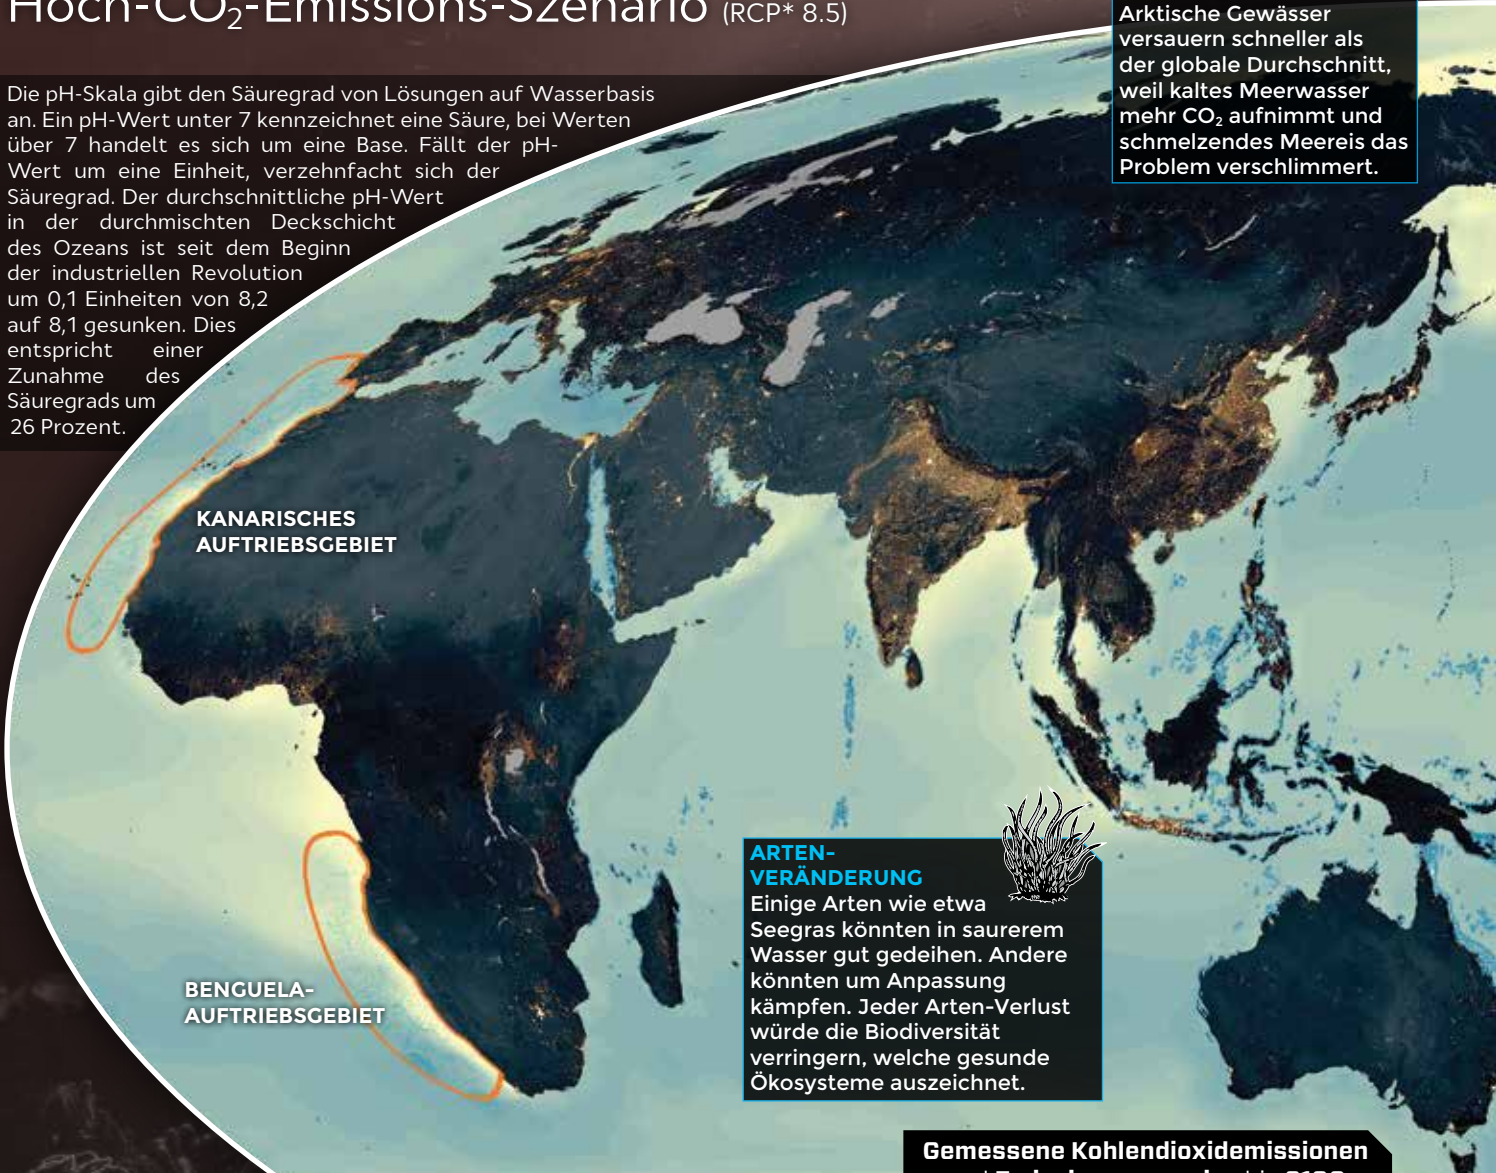 Hoch-CO₂-Emissions-Szenario (RCP* 8.5)
Die pH-Skala gibt den Säuregrad von Lösungen auf Wasserbasis
an. Ein pH-Wert unter 7 kennzeichnet eine Säure, bei Werten
über 7 handelt es sich um eine Base. Fällt der pH-
Wert um eine Einheit, verzehnfacht sich der
Säuregrad. Der durchschnittliche pH-Wert
in der durchmischten Deckschicht
des Ozeans ist seit dem Beginn
der industriellen Revolution
um 0,1 Einheiten von 8,2
auf 8,1 gesunken. Dies
entspricht einer
Zunahme des
Säuregrads um
26 Prozent.
Arktische Gewässer
versauern schneller als
der globale Durchschnitt,
weil kaltes Meerwasser
mehr CO₂ aufnimmt und
schmelzendes Meereis das
Problem verschlimmert.
KANARISCHES
AUFTRIEBSGEBIET
BENGUELA-
AUFTRIEBSGEBIET
ARTEN-
VERÄNDERUNG
Einige Arten wie etwa
Seegras könnten in saurerem
Wasser gut gedeihen. Andere
könnten um Anpassung
kämpfen. Jeder Arten-Verlust
würde die Biodiversität
verringern, welche gesunde
Ökosysteme auszeichnet.
Gemessene Kohlendioxidemissionen